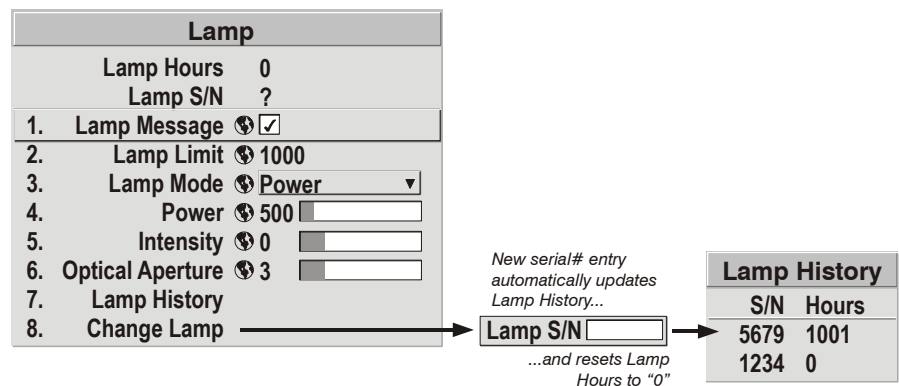 Lamp
Lamp Hours 0
Lamp S/N ?
1. Lamp Message
2. Lamp Limit 1000
3. Lamp Mode Power
4. Power 500
5. Intensity 0
6. Optical Aperture 3
7. Lamp History
8. Change Lamp
New serial# entry
automatically updates
Lamp History...
Lamp S/N
...and resets Lamp
Hours to “0”
Lamp History
S/N Hours
5679 1001
1234 0